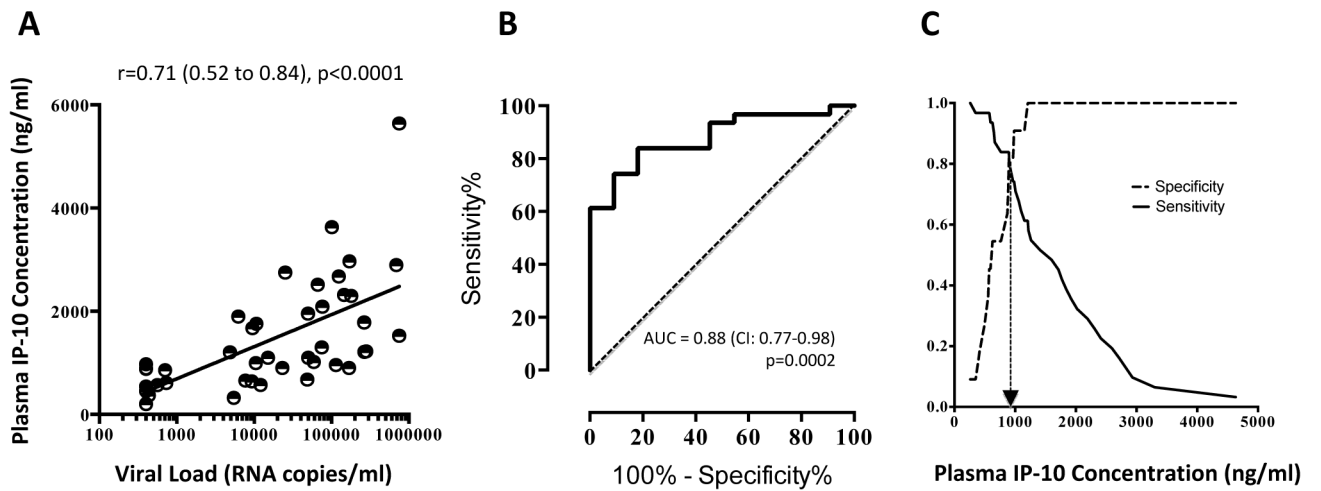 A
r=0.71 (0.52 to 0.84), p<0.0001
Plasma IP-10 Concentration (ng/ml)
6000
4000
2000
0
100 1000 10000 100000 1000000
Viral Load (RNA copies/ml)
B
Sensitivity%
100
80
60
40
20
0
AUC = 0.88 (CI: 0.77-0.98)
p=0.0002
0 20 40 60 80 100
100% - Specificity%
C
1.0
0.8
0.6
0.4
0.2
0.0
Specificity
Sensitivity
0 1000 2000 3000 4000 5000
Plasma IP-10 Concentration (ng/ml)